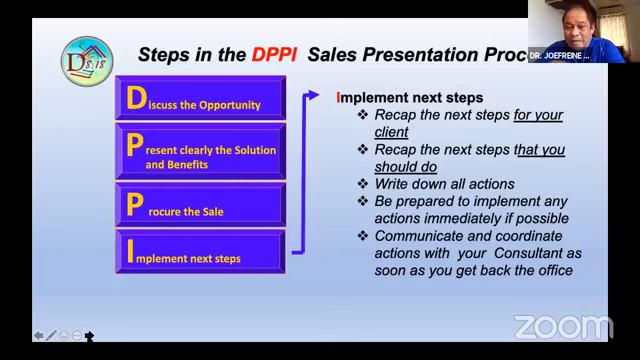 Steps in the DPPI Sales Presentation Proc
D 8:18
DR. JOEFREINE
Discuss the Opportunity
Present clearly the Solution
and Benefits
P rocure the Sale
Implement next steps
Implement next steps
❖ Recap the next steps for your
client
❖ Recap the next steps that you
should do
❖ Write down all actions
❖ Be prepared to implement any
actions immediately if possible
❖ Communicate and coordinate
actions with your Consultant as
soon as you get back the office
zoom